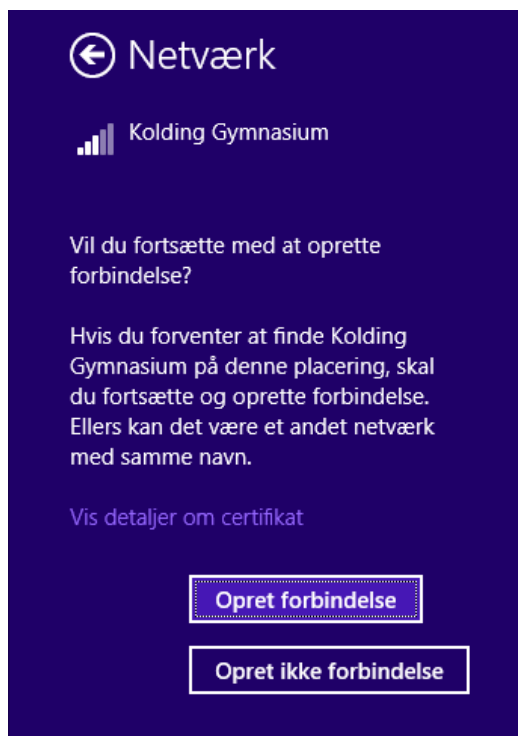 Netværk
Kolding Gymnasium
Vil du fortsætte med at oprette
forbindelse?
Hvis du forventer at finde Kolding
Gymnasium på denne placering, skal
du fortsætte og oprette forbindelse.
Ellers kan det være et andet netværk
med samme navn.
Vis detaljer om certifikat
Opret forbindelse
Opret ikke forbindelse